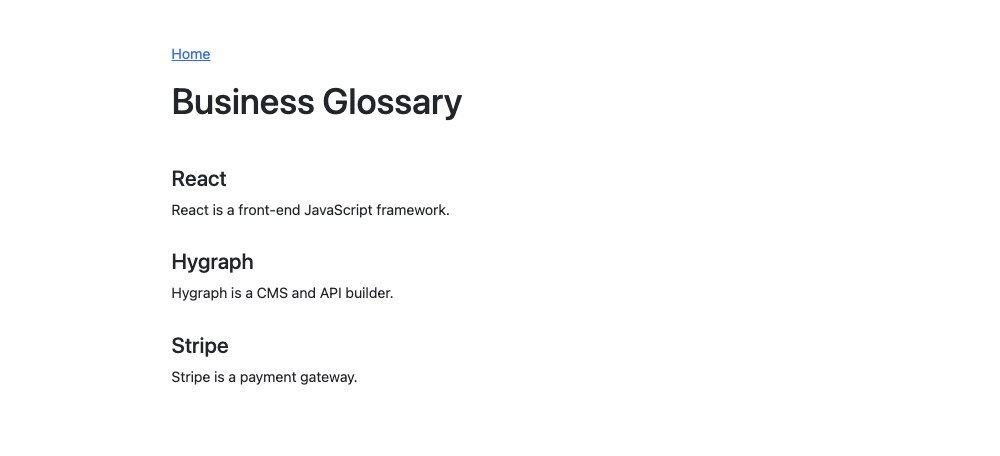 Home
Business Glossary
React
React is a front-end JavaScript framework.
Hygraph
Hygraph is a CMS and API builder.
Stripe
Stripe is a payment gateway.